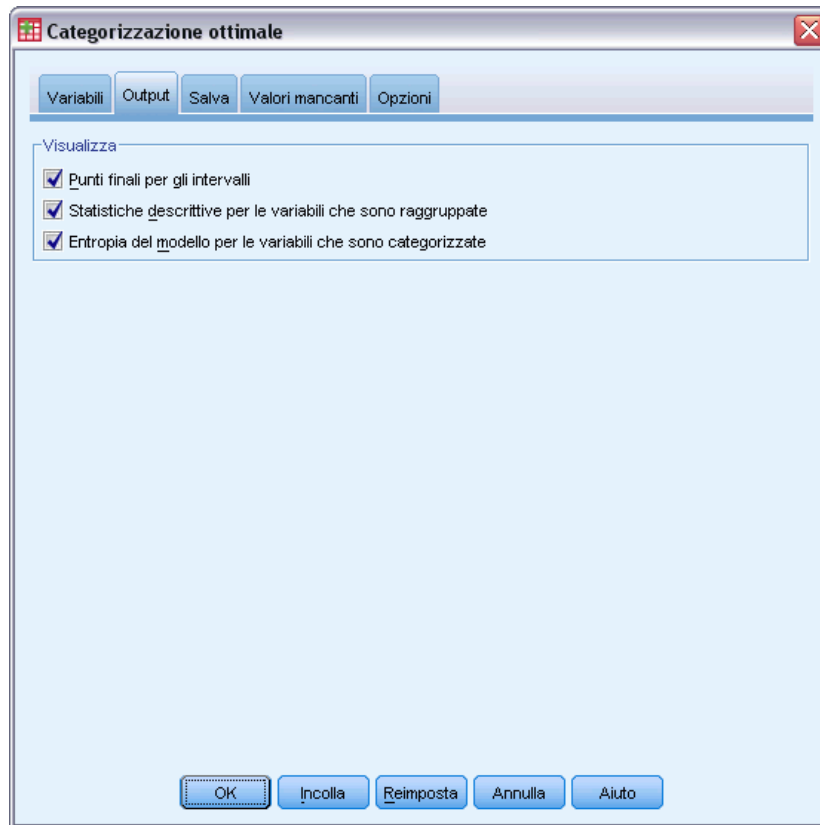 Categorizzazione ottimale
Variabili Output Salva Valori mancanti Opzioni
Visualizza
Punti finali per gli intervalli
Statistiche descrittive per le variabili che sono raggruppate
Entropia del modello per le variabili che sono categorizzate
OK Incolla Reimposta Annulla Aiuto